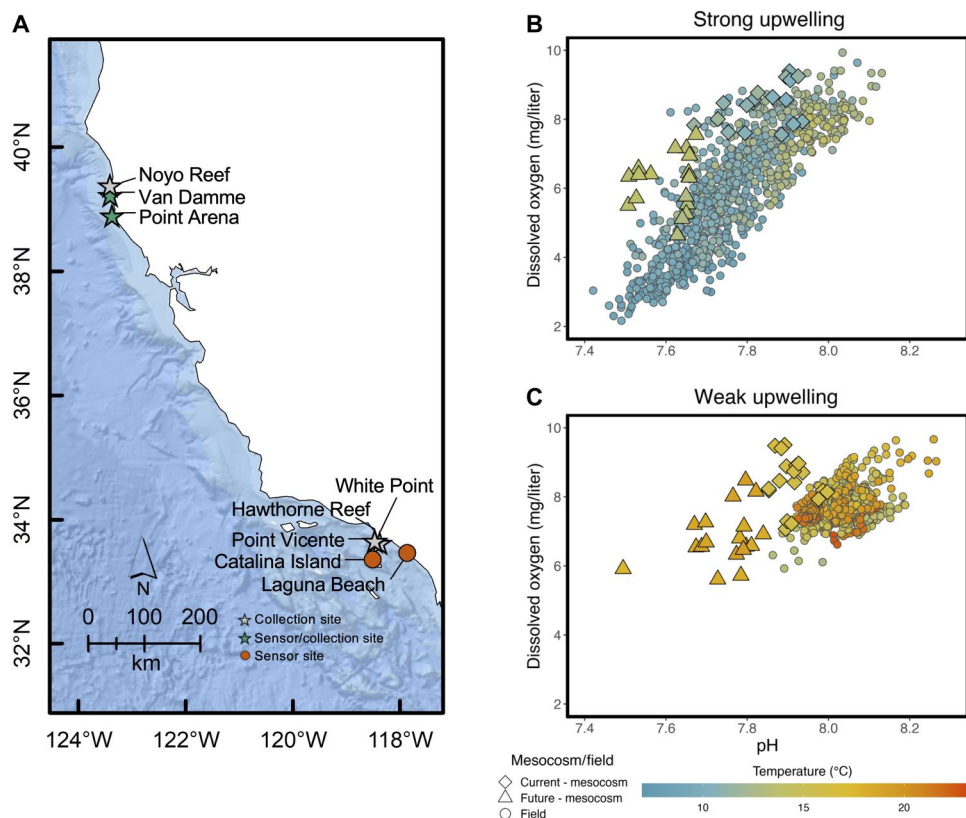 A
40°N
38°N
36°N
34°N
32°N
Noyo Reef
Van Damme
Point Arena
White Point
Hawthorne Reef
Point Vicente
Catalina Island
Laguna Beach
N
0 100 200
km
Collection site
Sensor/collection site
Sensor site
124°W 122°W 120°W 118°W
B
Strong upwelling
Dissolved oxygen (mg/liter)
10
8
6
4
2
7.4 7.6 7.8 8.0 8.2
C
Weak upwelling
Dissolved oxygen (mg/liter)
10
8
6
4
2
7.4 7.6 7.8 8.0 8.2
pH
Mesocosm/field
Current - mesocosm
Future - mesocosm
Field
Temperature (°C)
10 15 20